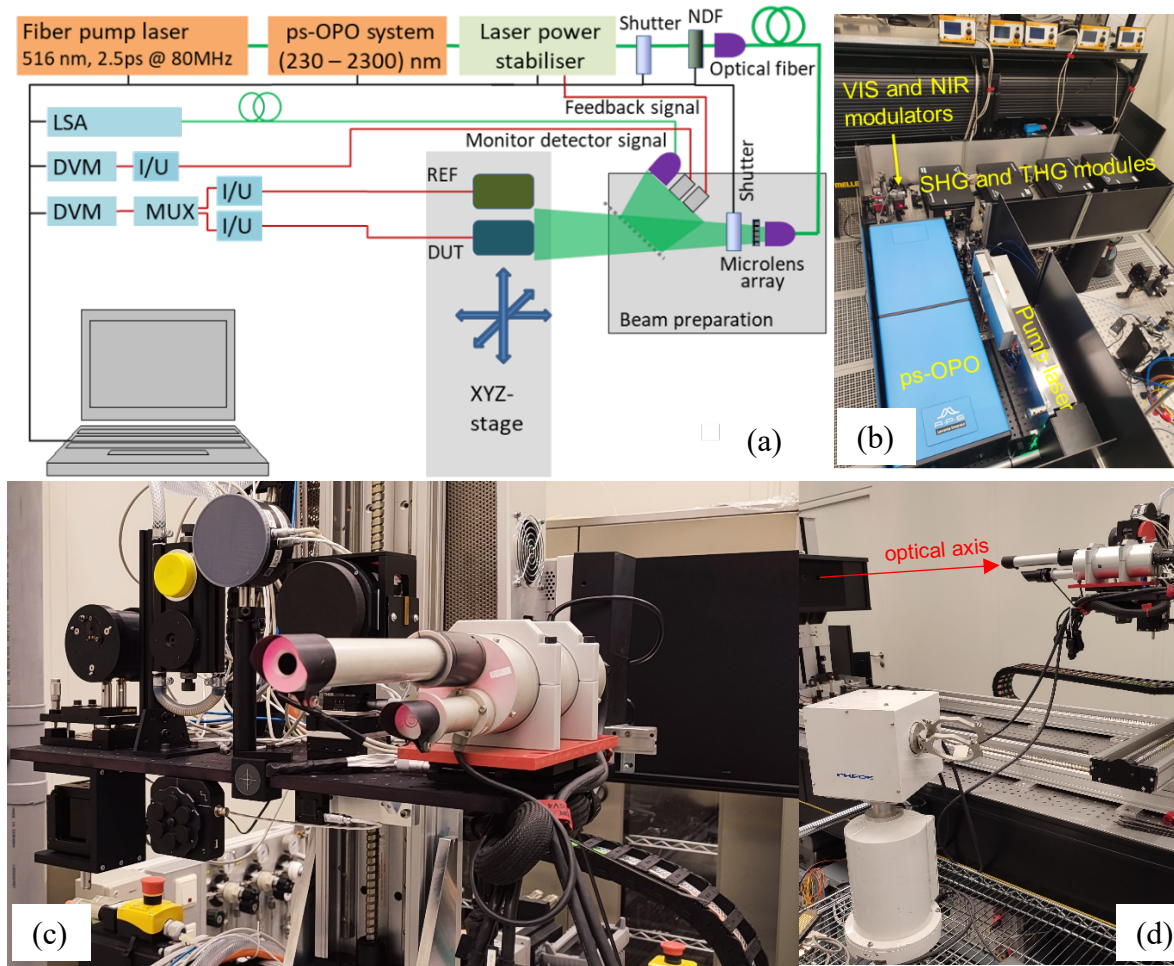 Fiber pump laser
516 nm, 2.5ps @ 80MHz
ps-OPO system
(230 – 2300) nm
Laser power
stabiliser
Shutter
NDF
Optical fiber
Feedback signal
LSA
Monitor detector signal
DVM
I/U
REF
I/U
DVM
MUX
I/U
DUT
Shutter
Microlens
array
Beam preparation
XYZ-
stage
(a)
VIS and NIR
modulators
SHG and THG modules
ps-OPO
Pump laser
(b)
(c)
optical axis
(d)